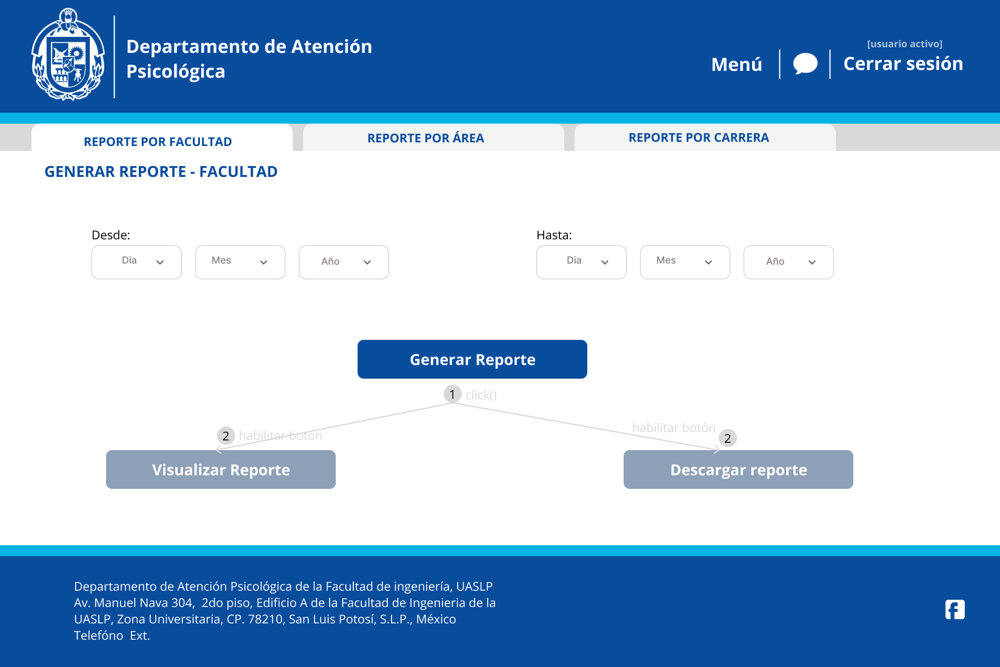 Departamento de Atención
Psicológica
[usuario activo]
Menú
Cerrar sesión
REPORTE POR FACULTAD
REPORTE POR ÁREA
REPORTE POR CARRERA
GENERAR REPORTE - FACULTAD
Desde:
Hasta:
Dia
Mes
Año
Dia
Mes
Año
Generar Reporte
1 click()
2 habilitar botón
habilitar botón 2
Visualizar Reporte
Descargar reporte
Departamento de Atención Psicológica de la Facultad de ingeniería, UASLP
Av. Manuel Nava 304,  2do piso, Edificio A de la Facultad de Ingenieria de la
UASLP, Zona Universitaria, CP. 78210, San Luis Potosí, S.L.P., México
Telefóno  Ext.